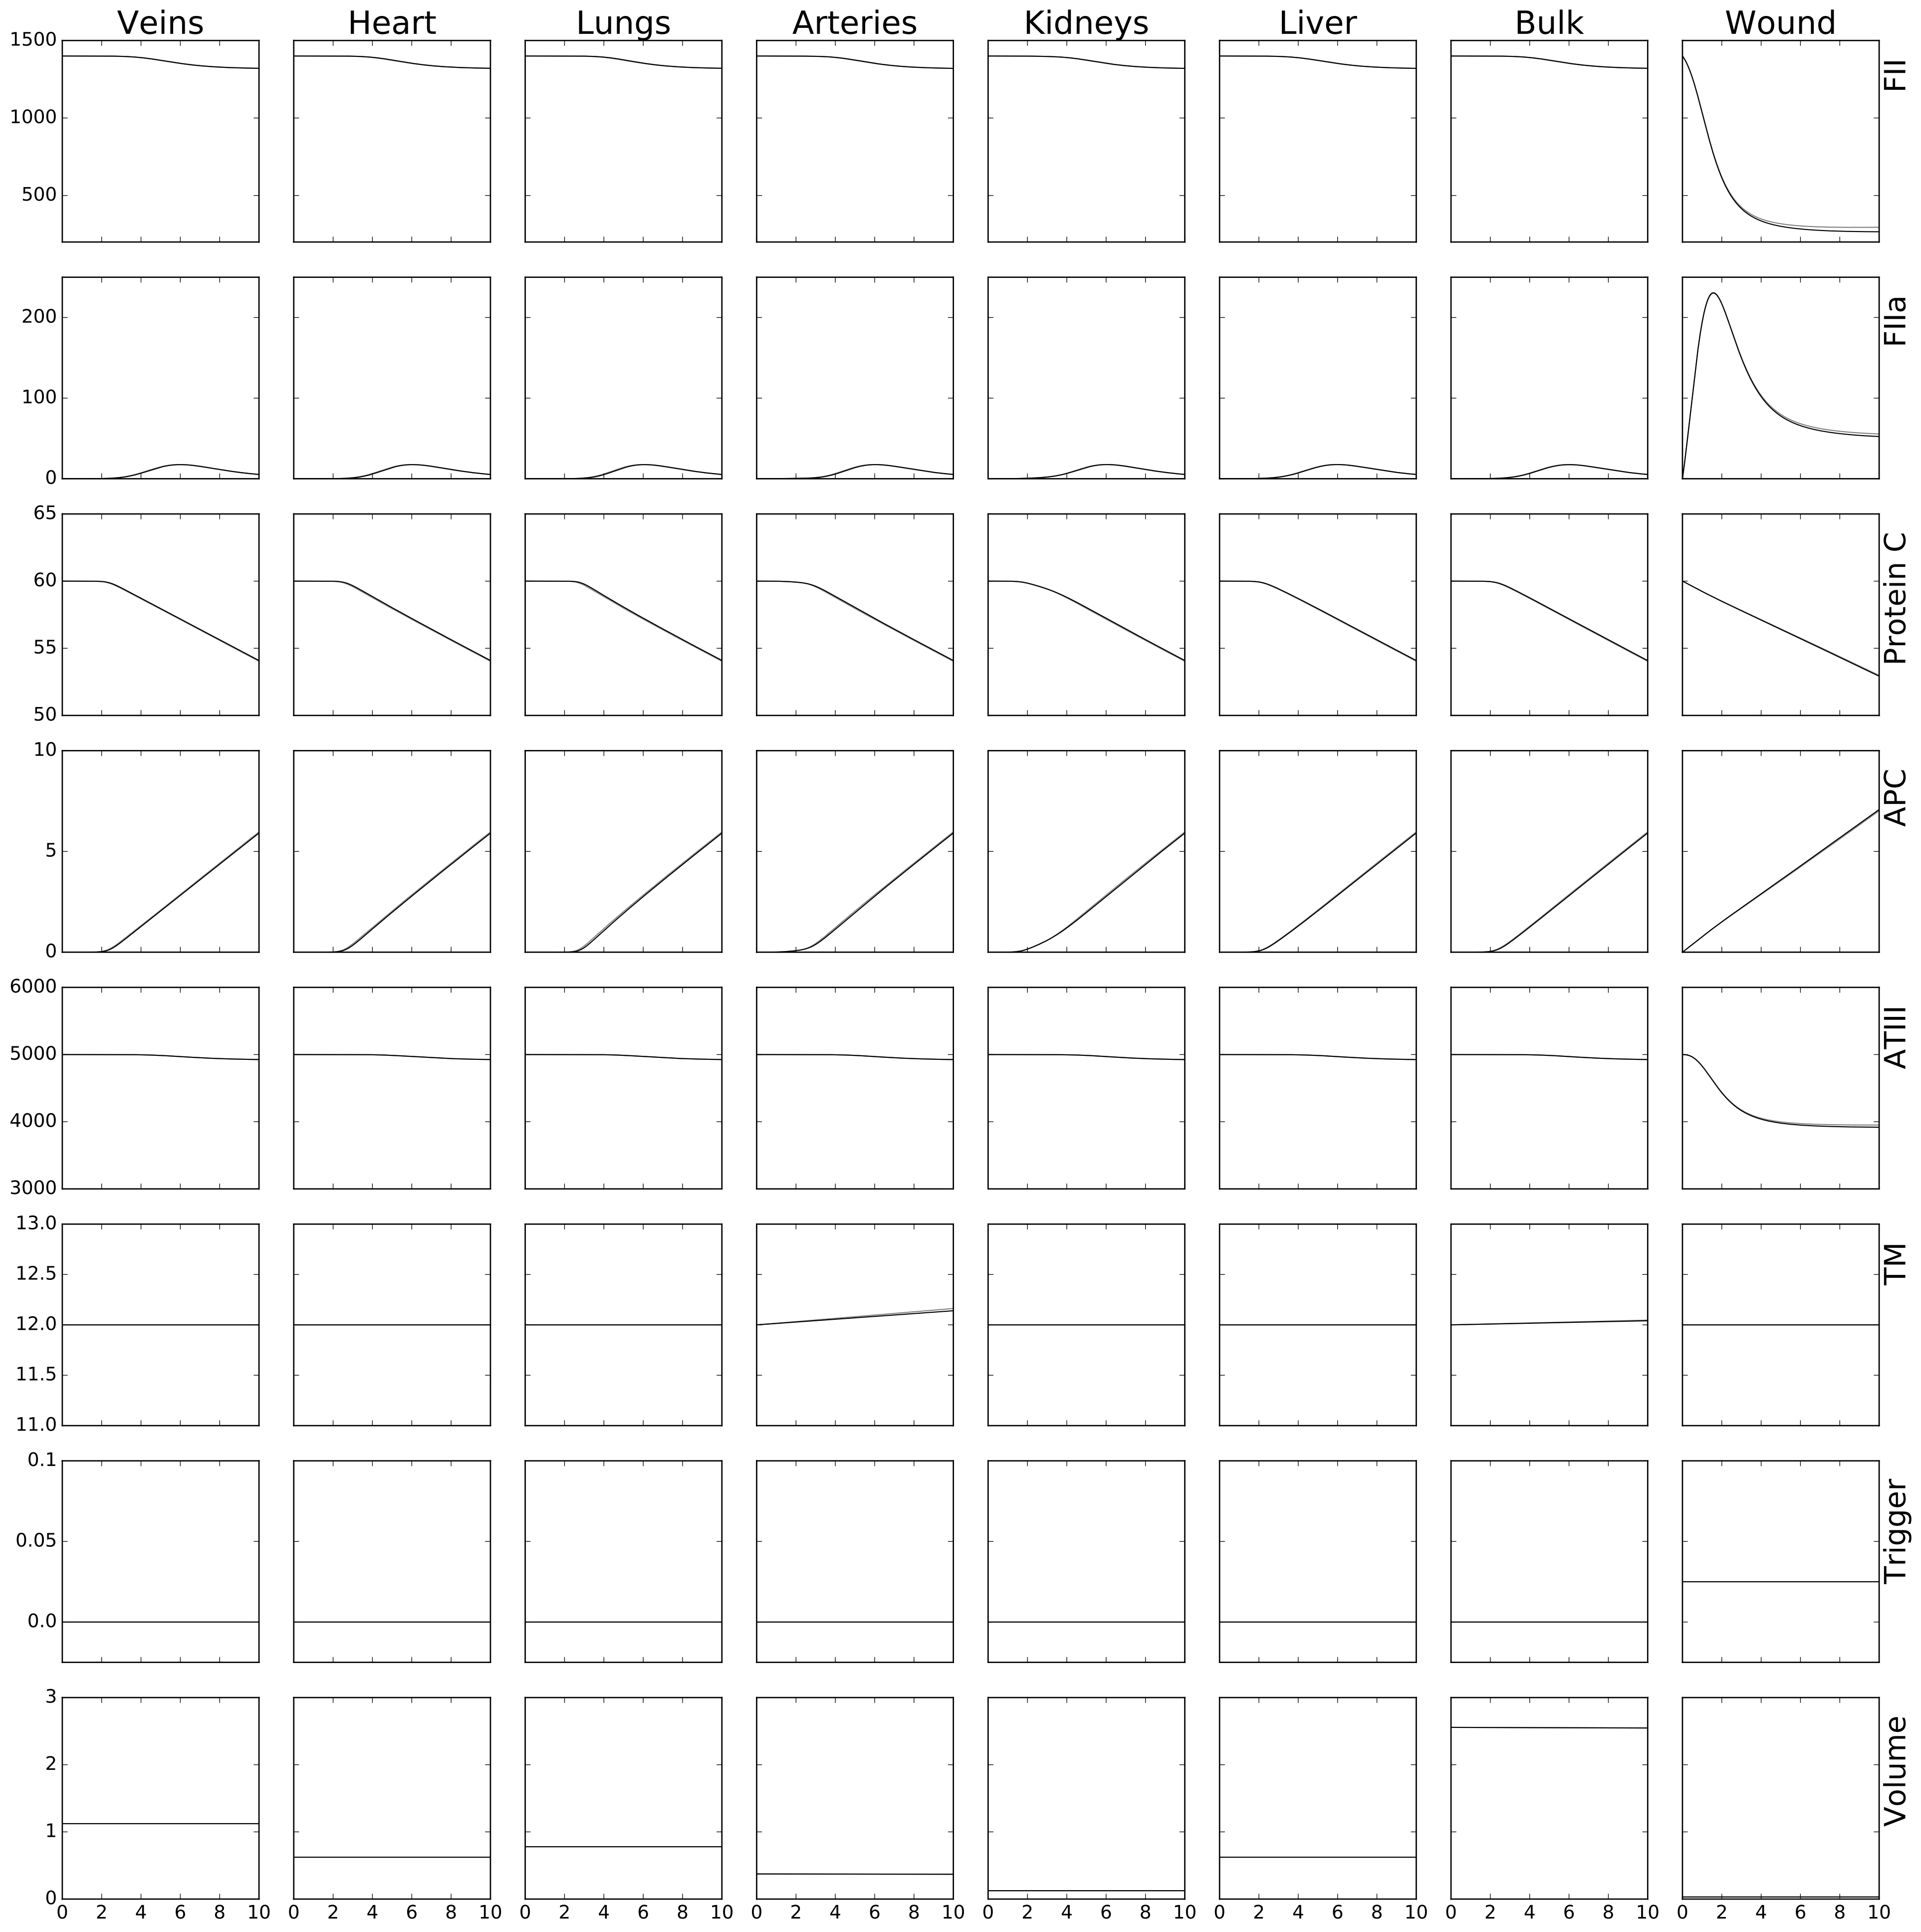 Veins Heart Lungs Arteries Kidneys Liver Bulk Wound
1500
1000
500
FII
200
100
0
FIIa
65
60
55
50
Protein C
10
5
0
APC
6000
5000
4000
3000
ATIII
13.0
12.5
12.0
11.5
11.0
TM
0.1
0.05
0.0
Trigger
3
2
1
0
Volume
0 2 4 6 8 10 0 2 4 6 8 10 0 2 4 6 8 10 0 2 4 6 8 10 0 2 4 6 8 10 0 2 4 6 8 10 0 2 4 6 8 10 0 2 4 6 8 10